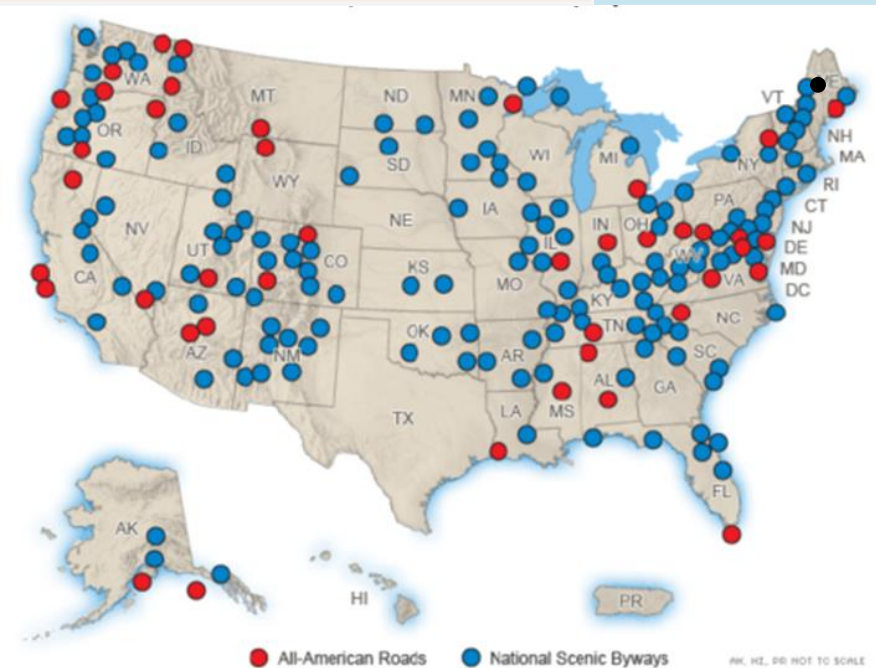 WA
MT
ND
MN
VT
ME
OR
ID
SD
WI
MI
NH
MA
NY
WY
RI
CT
NE
IA
PA
NJ
NV
UT
IL
IN
OH
DE
CA
CO
KS
MO
WV
VA
MD
DC
KY
OK
TN
NC
AZ
NM
AR
SC
AL
GA
LA
MS
TX
FL
AK
HI
PR
All-American Roads National Scenic Byways
AK, HI, PR NOT TO SCALE